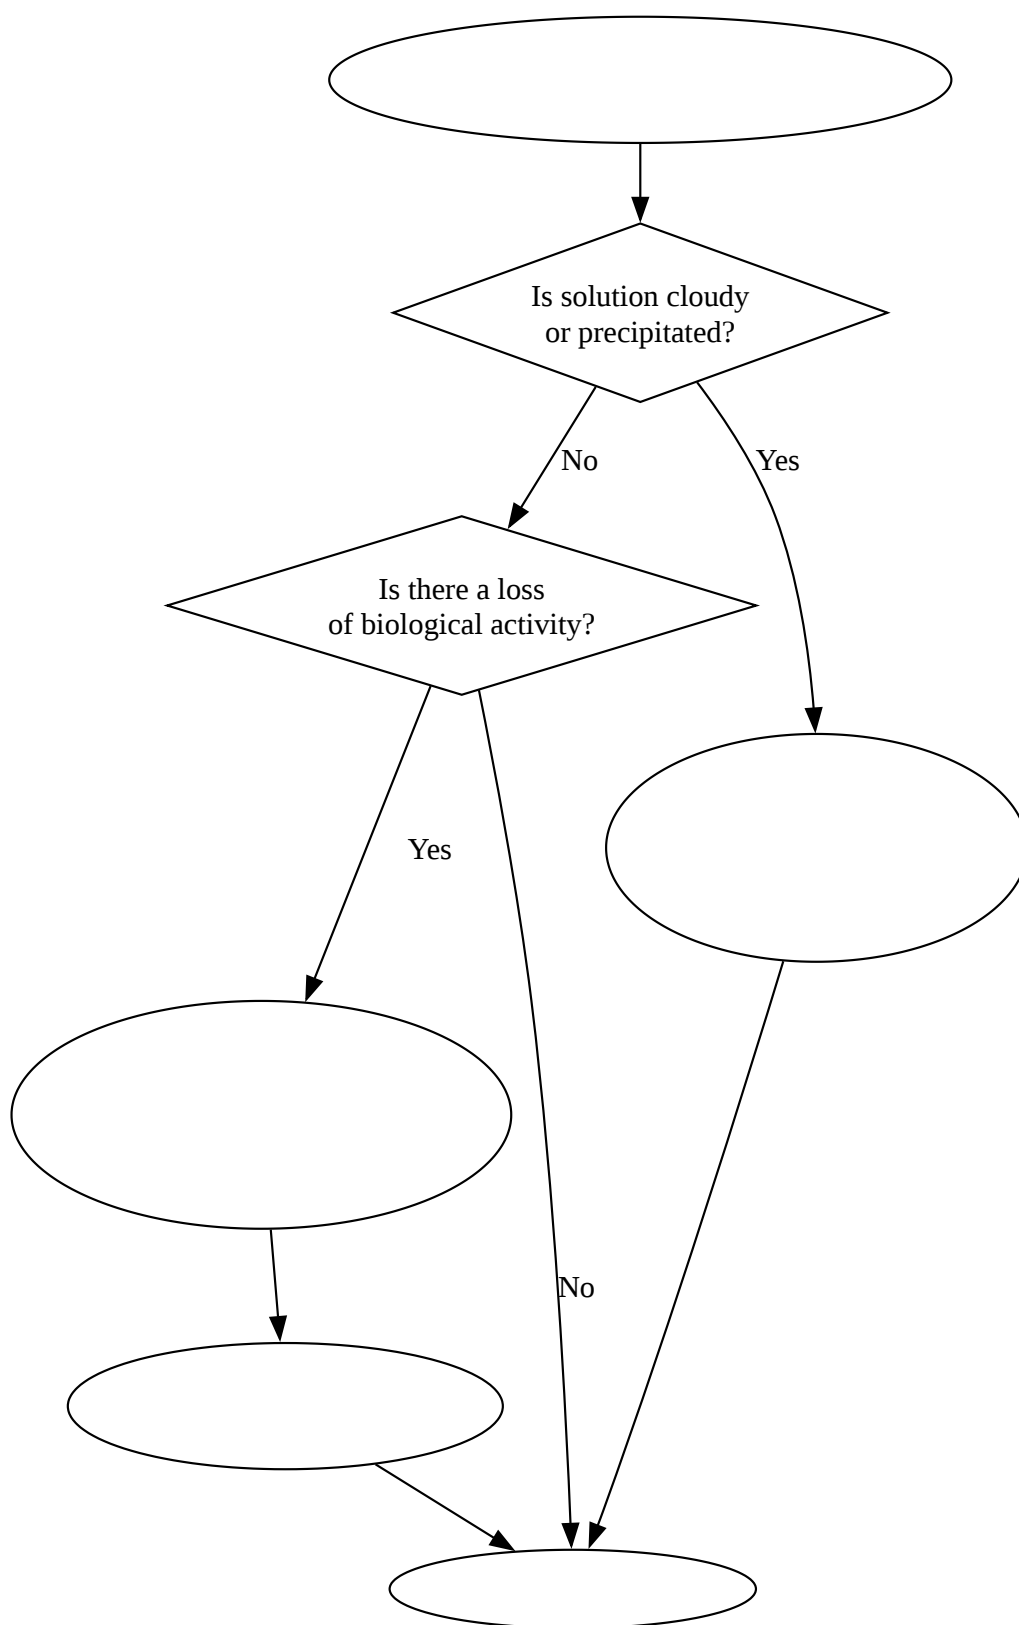 Is solution cloudy
or precipitated?
No
Yes
Is there a loss
of biological activity?
Yes
No